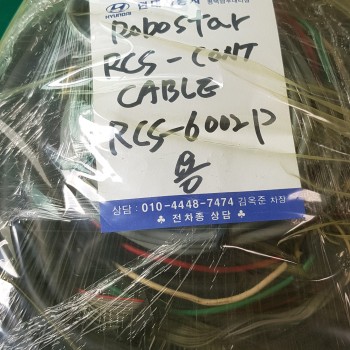 HYUNDAI
Robostar
RCS-CONT
CABLE
RCS-6002P
용
상담 : 010-4448-7474 김옥준 차장
♣ 전차종 상담 ♣